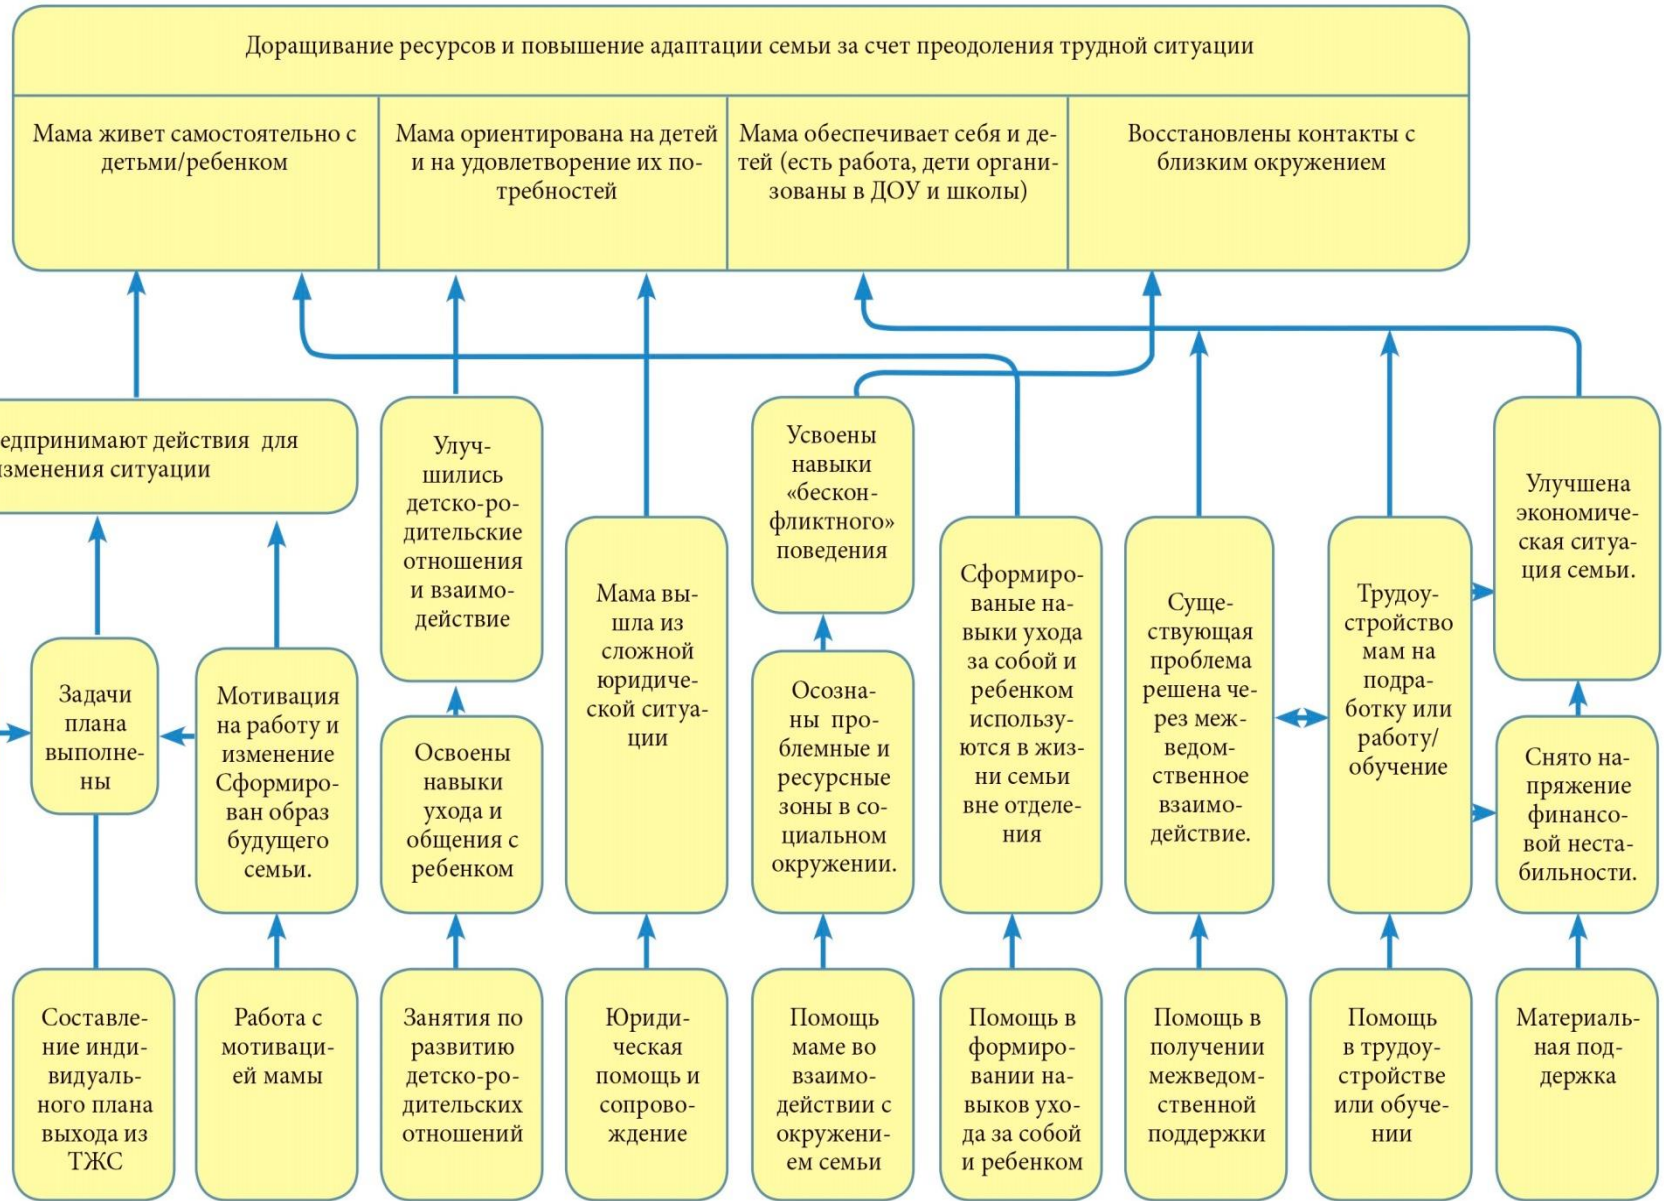 Доращивание ресурсов и повышение адаптации семьи за счет преодоления трудной ситуации
Мама живет самостоятельно с
детьми/ребенком
Мама ориентирована на детей
и на удовлетворение их по-
требностей
Мама обеспечивает себя и де-
тей (есть работа, дети органи-
зованы в ДОУ и школы)
Восстановлены контакты с
близким окружением
едпринимают действия для
изменения ситуации
Улуч-
шились
детско-ро-
дительские
отношения
и взаимо-
действие
Усвоены
навыки
«бескон-
фликтного»
поведения
Улучшена
экономиче-
ская ситуа-
ция семьи.
Задачи
плана
выполне-
ны
Мотивация
на работу и
изменение
Сформиро-
ван образ
будущего
семьи.
Освоены
навыки
ухода и
общения с
ребенком
Мама вы-
шла из
сложной
юридиче-
ской ситуа-
ции
Осозна-
ны проблемные и
ресурсные
зоны в со-
циальном
окружении.
Сформиро-
ваные на-
выки ухода
за собой и
ребенком
использу-
ются в жиз-
ни семьи
вне отделе-
ния
Суще-
ствующая
проблема
решена че-
рез меж-
ведом-
ственное
взаимо-
действие.
Трудоу-
стройство
мам на
подра-
ботку или
работу/
обучение
Снято на-
пряжение
финансо-
вой неста-
бильности.
Составле-
ние инди-
видуаль-
ного плана
выхода из
ТЖС
Работа с
мотиваци-
ей мамы
Занятия по
развитию
детско-ро-
дительских
отношений
Юриди-
ческая
помощь и
сопрово-
ждение
Помощь
маме во
взаимо-
действии с
окружени-
ем семьи
Помощь в
формиро-
вании на-
выков ухо-
да за собой
и ребенком
Помощь в
получении
межведом-
ственной
поддержки
Помощь
в трудоу-
стройстве
или обуче-
нии
Материаль-
ная под-
держка